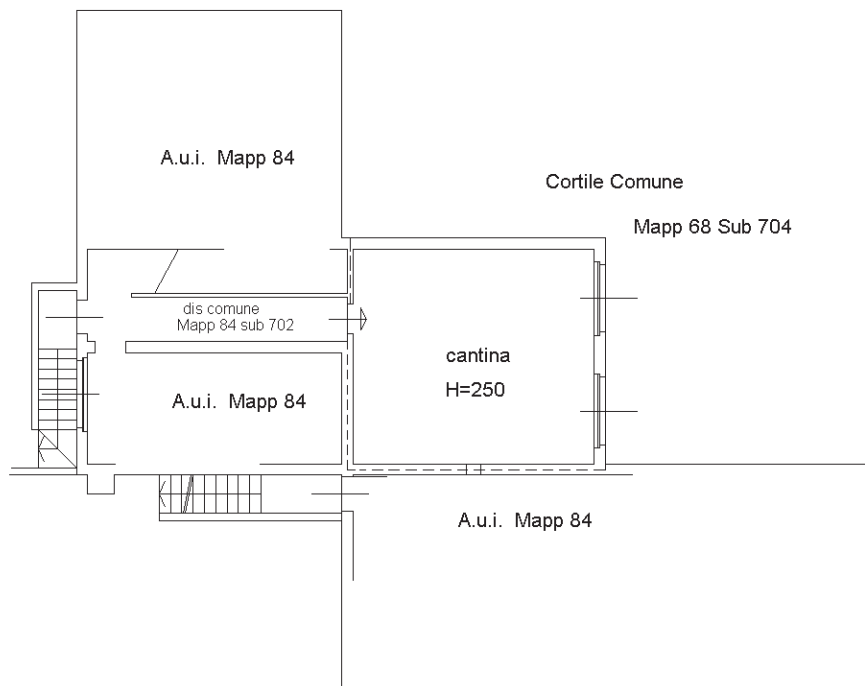 A.u.i. Mapp 84
Cortile Comune
Mapp 68 Sub 704
dis comune
Mapp 84 sub 702
cantina
H=250
A.u.i. Mapp 84
A.u.i. Mapp 84